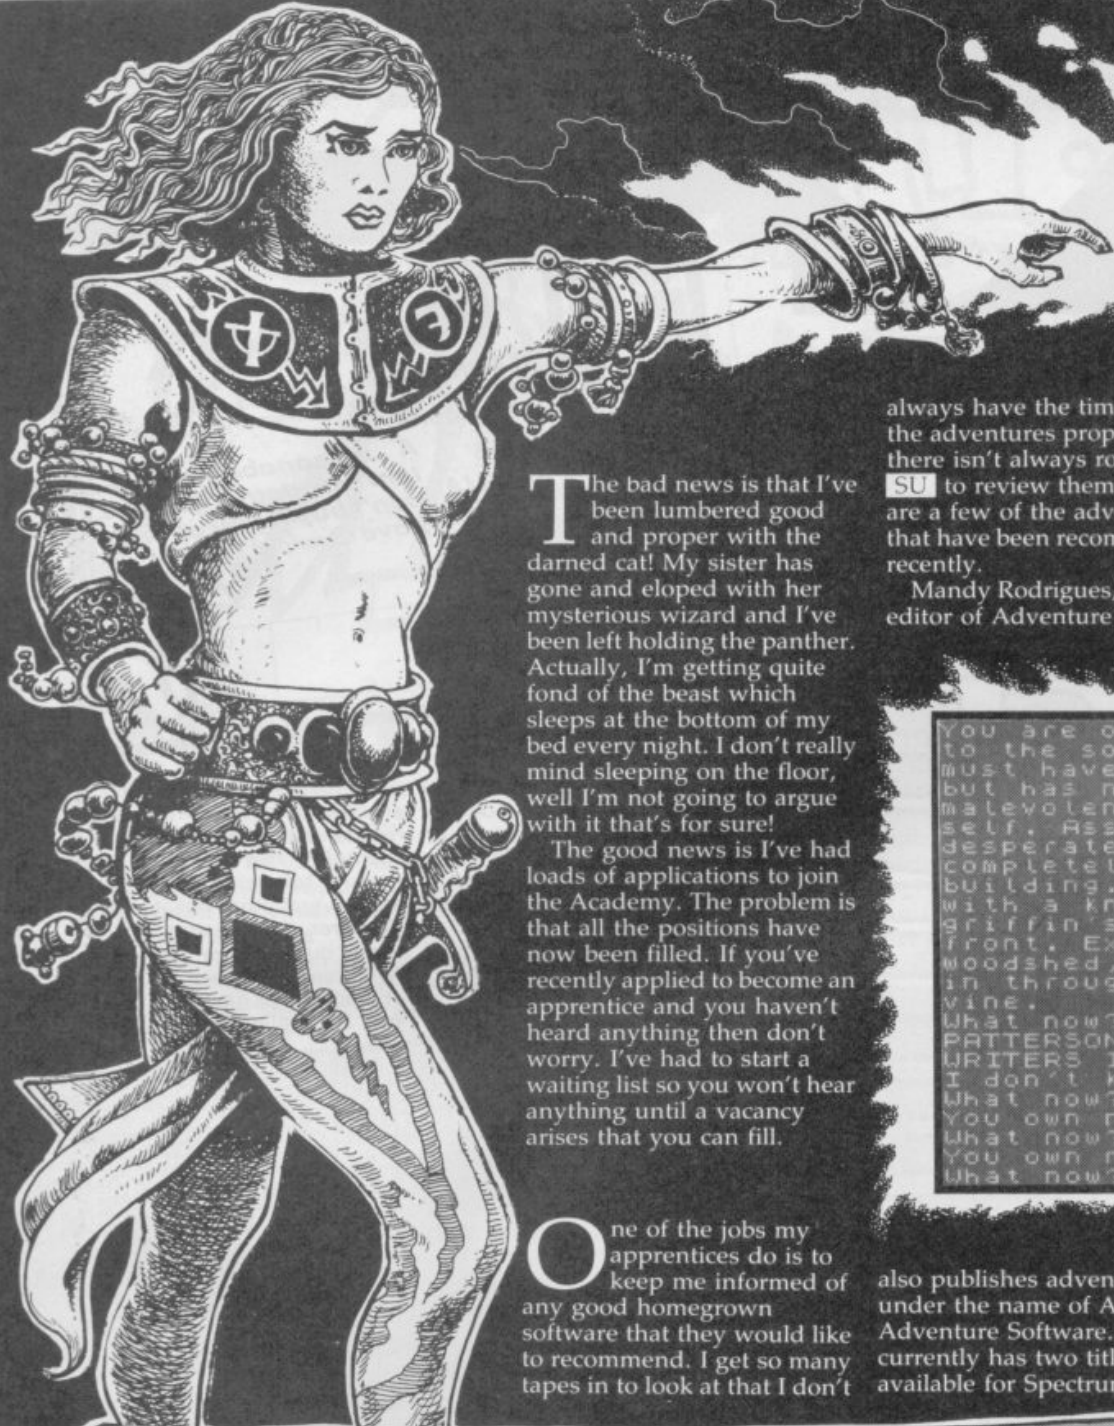 The bad news is that I've
been lumbered good
and proper with the
darned cat! My sister has
gone and eloped with her
mysterious wizard and I've
been left holding the panther.
Actually, I'm getting quite
fond of the beast which
sleeps at the bottom of my
bed every night. I don't really
mind sleeping on the floor,
well I'm not going to argue
with it that's for sure!
The good news is I've had
loads of applications to join
the Academy. The problem is
that all the positions have
now been filled. If you've
recently applied to become an
apprentice and you haven't
heard anything then don't
worry. I've had to start a
waiting list so you won't hear
anything until a vacancy
arises that you can fill.
One of the jobs my
apprentices do is to
keep me informed of
any good homegrown
software that they would like
to recommend. I get so many
tapes in to look at that I don't
always have the tim
the adventures prop
there isn't always ro
SU to review them
are a few of the adv
that have been recom
recently.
Mandy Rodrigues,
editor of Adventure
You are o
to the so
must have
but has n
malevolen
self. Ass
desperate
complete
building.
with a kn
griffin s
front. Ex
woodshed
in throug
vine.
What now
PATTERSON
WRITERS
I don't
What now
You own n
What now
You own n
What now
also publishes adven
under the name of A
Adventure Software.
currently has two titl
available for Spectrum